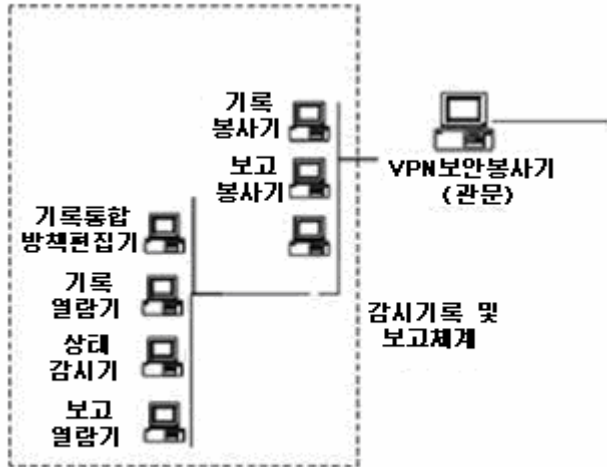 기록
봉사기
보고
봉사기
VPN보안봉사기
(관문)
기록통합
방책편집기
기록
열람기
상태
감시기
보고
열람기
감시기록 및
보고체계